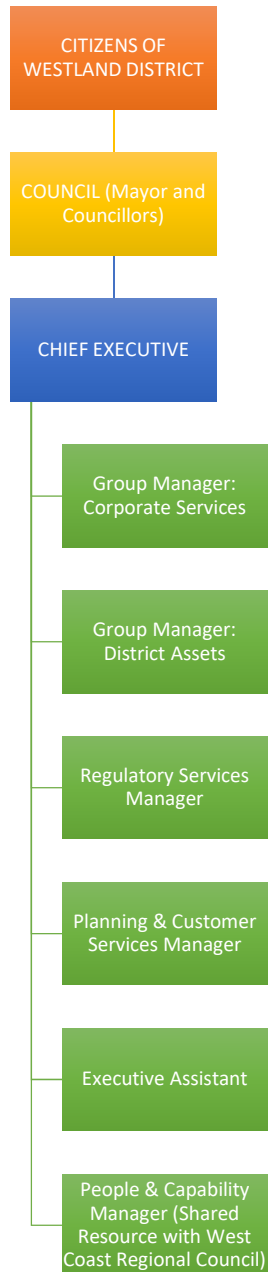 CITIZENS OF
WESTLAND DISTRICT
COUNCIL (Mayor and
Councillors)
CHIEF EXECUTIVE
Group Manager:
Corporate Services
Group Manager:
District Assets
Regulatory Services
Manager
Planning & Customer
Services Manager
Executive Assistant
People & Capability
Manager (Shared
Resource with West
Coast Regional Council)